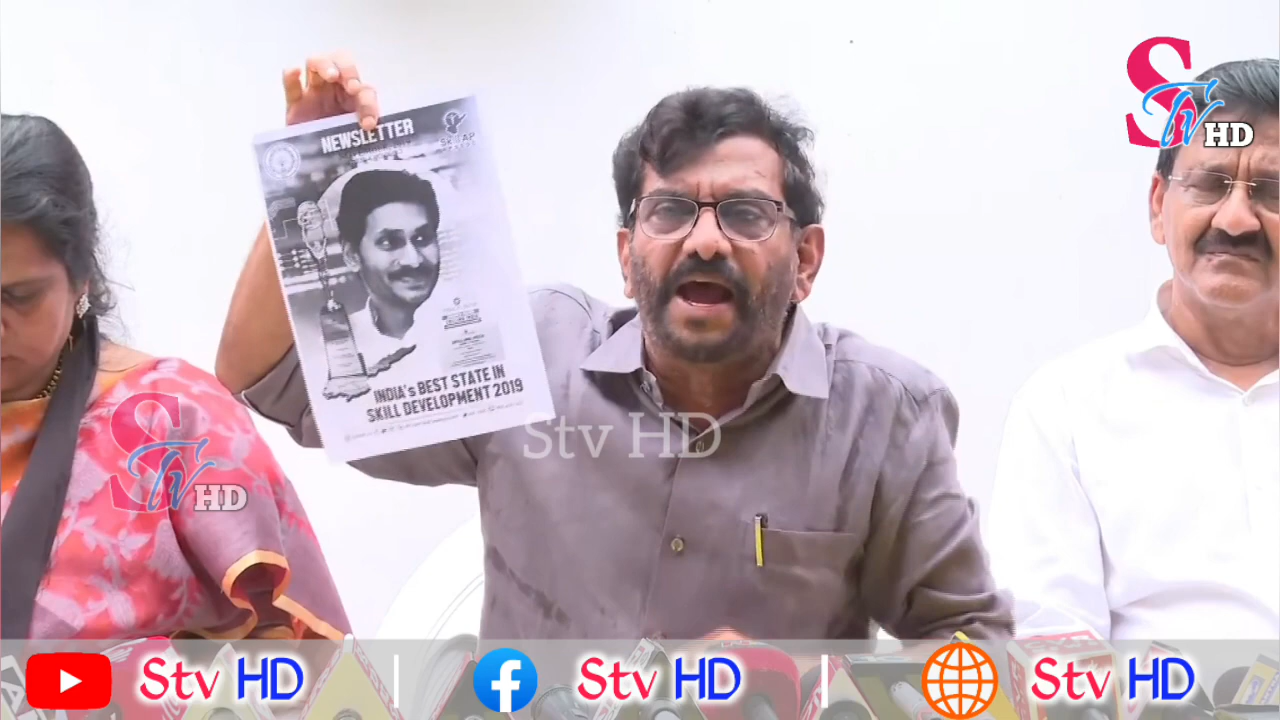 NEWSLETTER
SkillAP
INDIA's BEST STATE IN
SKILL DEVELOPMENT 2019
STv HD
Stv HD
STv HD
Stv HD | Stv HD | Stv HD